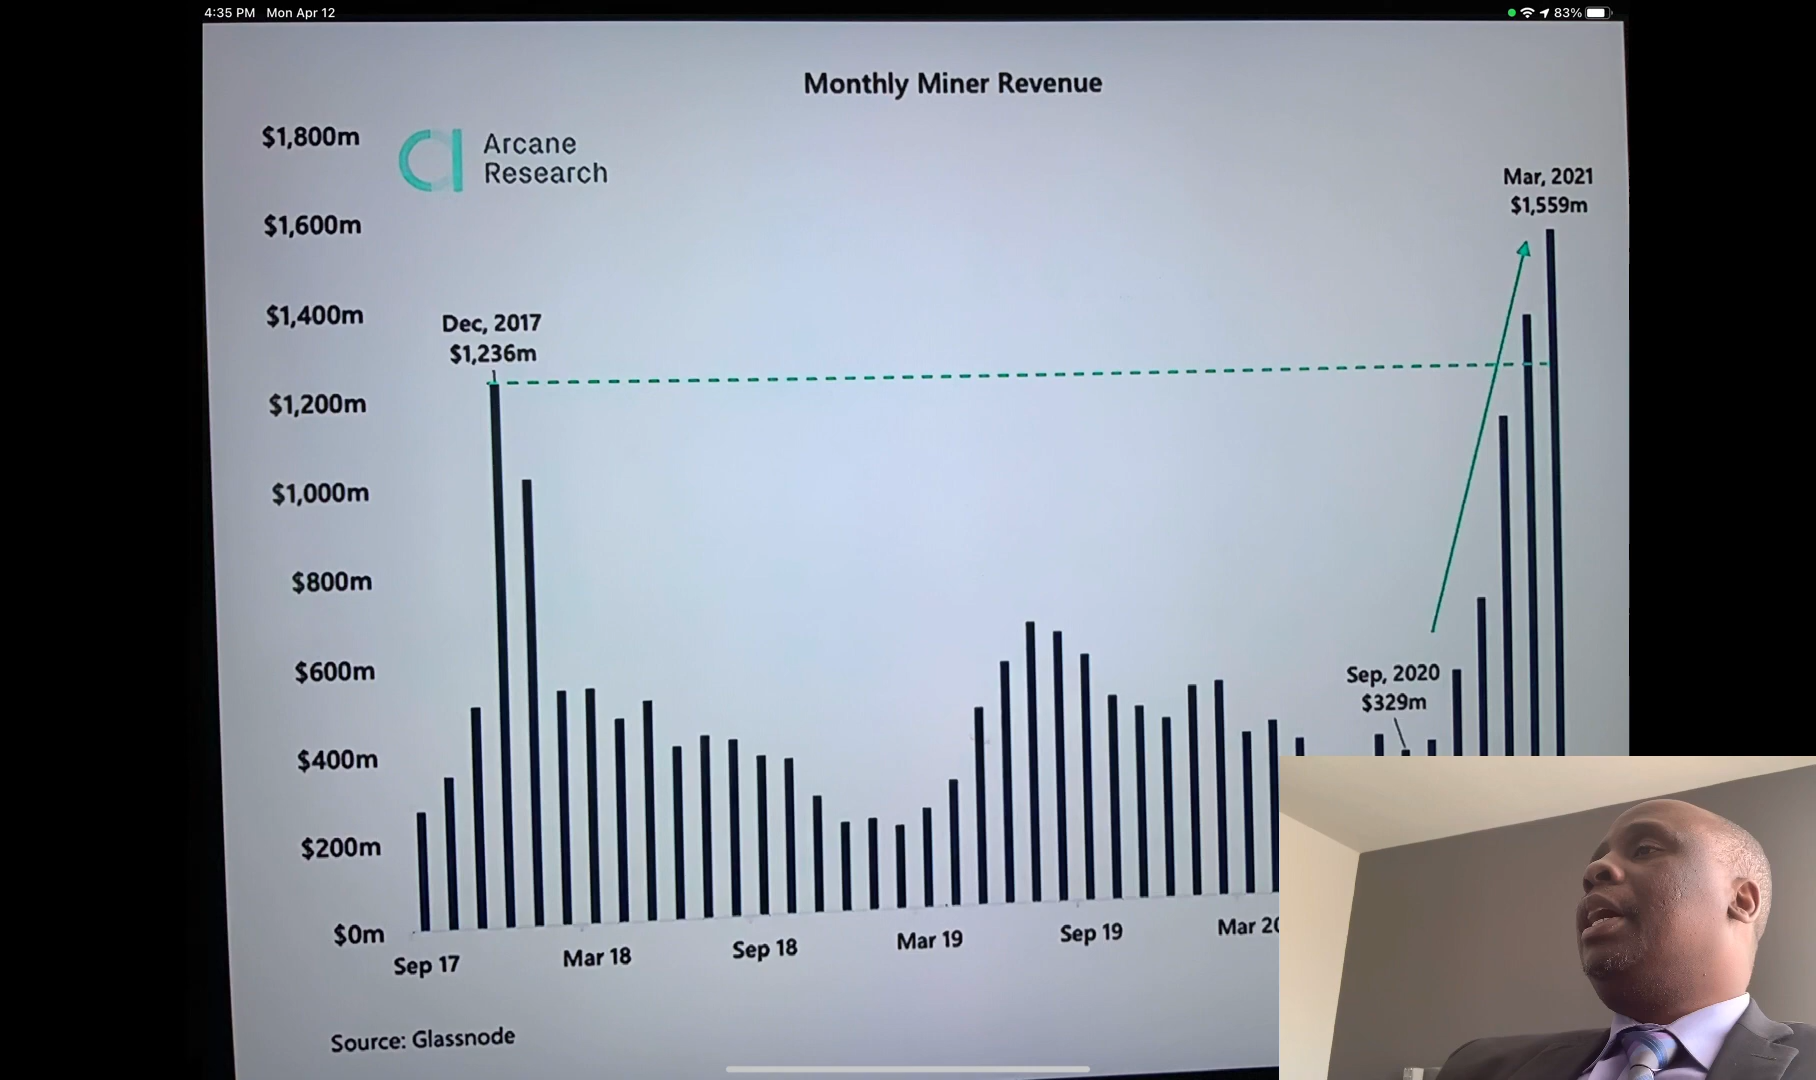 4:35 PM Mon Apr 12
83%
Monthly Miner Revenue
Arcane
Research
$1,800m
$1,600m
$1,400m
$1,200m
$1,000m
$800m
$600m
$400m
$200m
$0m
Dec, 2017
$1,236m
Mar, 2021
$1,559m
Sep, 2020
$329m
Sep 17
Mar 18
Sep 18
Mar 19
Sep 19
Mar 20
Source: Glassnode